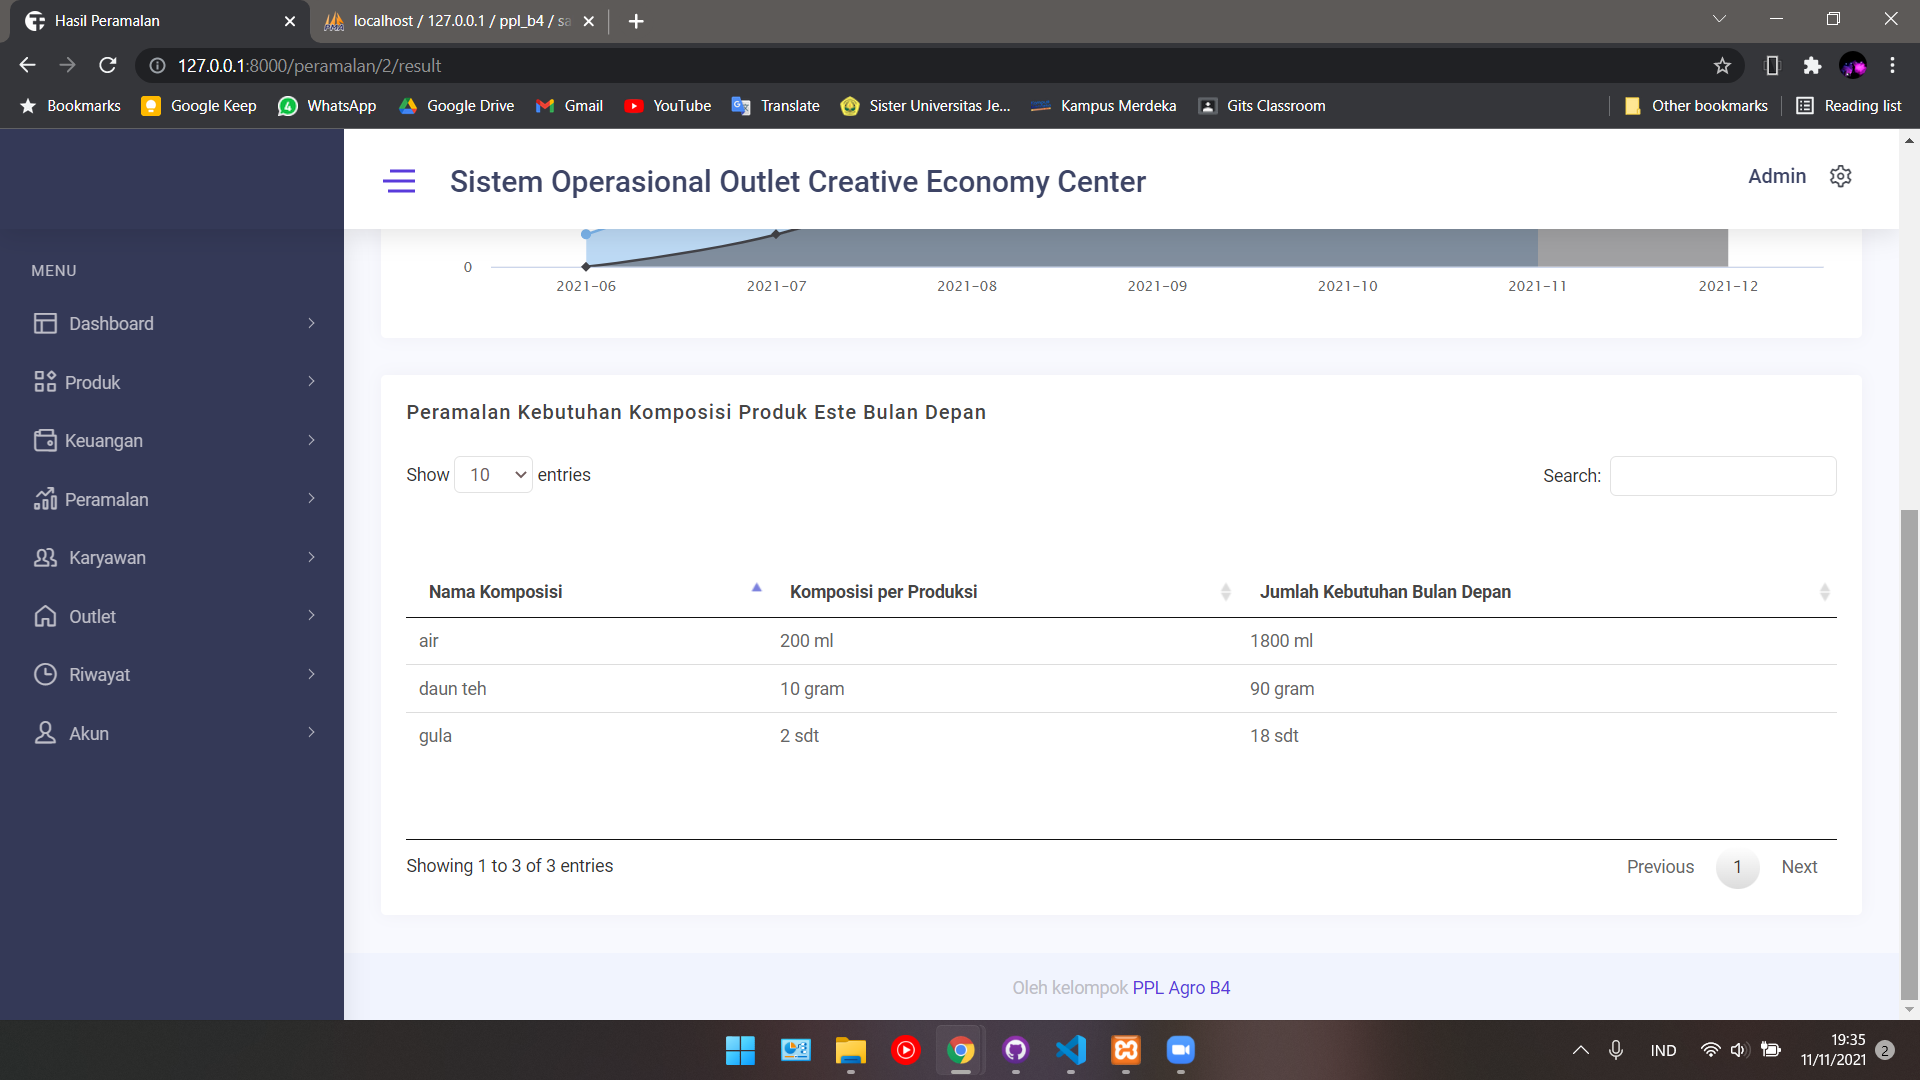 Hasil Peramalan
localhost / 127.0.0.1 / ppl_b4 / sa
127.0.0.1:8000/peramalan/2/result
Bookmarks Google Keep WhatsApp Google Drive Gmail YouTube Translate Sister Universitas Je... Kampus Merdeka Gits Classroom Other bookmarks Reading list
Sistem Operasional Outlet Creative Economy Center
Admin
MENU
Dashboard
Produk
Keuangan
Peramalan
Karyawan
Outlet
Riwayat
Akun
0
2021-06 2021-07 2021-08 2021-09 2021-10 2021-11 2021-12
Peramalan Kebutuhan Komposisi Produk Este Bulan Depan
Show 10 entries
Search:
Nama Komposisi Komposisi per Produksi Jumlah Kebutuhan Bulan Depan
air 200 ml 1800 ml
daun teh 10 gram 90 gram
gula 2 sdt 18 sdt
Showing 1 to 3 of 3 entries
Previous 1 Next
Oleh kelompok PPL Agro B4
IND
19:35
11/11/2021
2